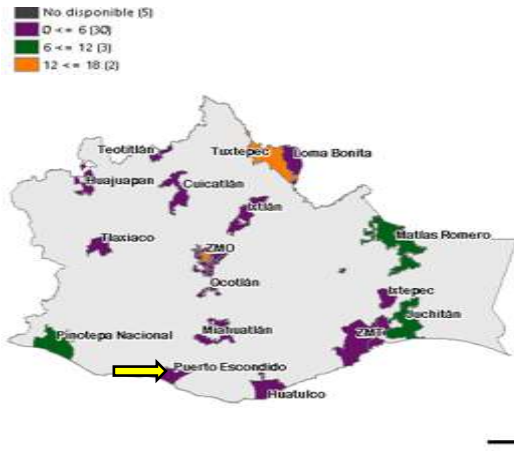 No disponible (5)
0 <= 6 (30)
6 <= 12 (3)
12 <= 18 (2)
Teotitlán
Tuxtepec
Loma Bonita
Huajuapan
Cuicatlán
Ixtlán
Tlaxiaco
ZMO
Matías Romero
Ocotlán
Ixtepec
Juchitán
Pinotepa Nacional
Miahuatlán
ZMT
Puerto Escondido
Huatulco